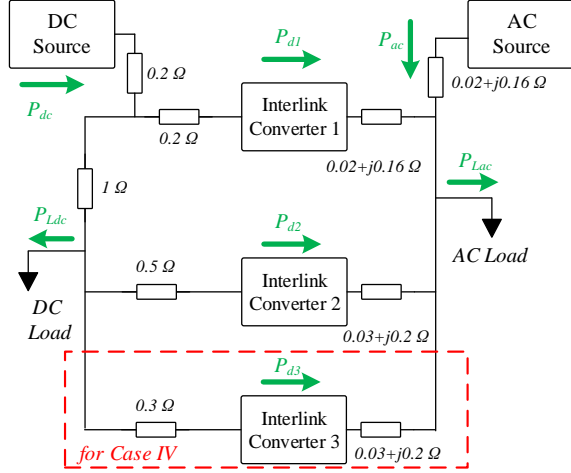 DC
Source
AC
Source
P_d1
P_ac
0.2 Ω
0.02+j0.16 Ω
P_dc
Interlink
Converter 1
0.2 Ω
0.02+j0.16 Ω
1 Ω
P_Lac
P_Ldc
P_d2
AC Load
DC
Load
0.5 Ω
Interlink
Converter 2
0.03+j0.2 Ω
P_d3
0.3 Ω
Interlink
Converter 3
0.03+j0.2 Ω
for Case IV